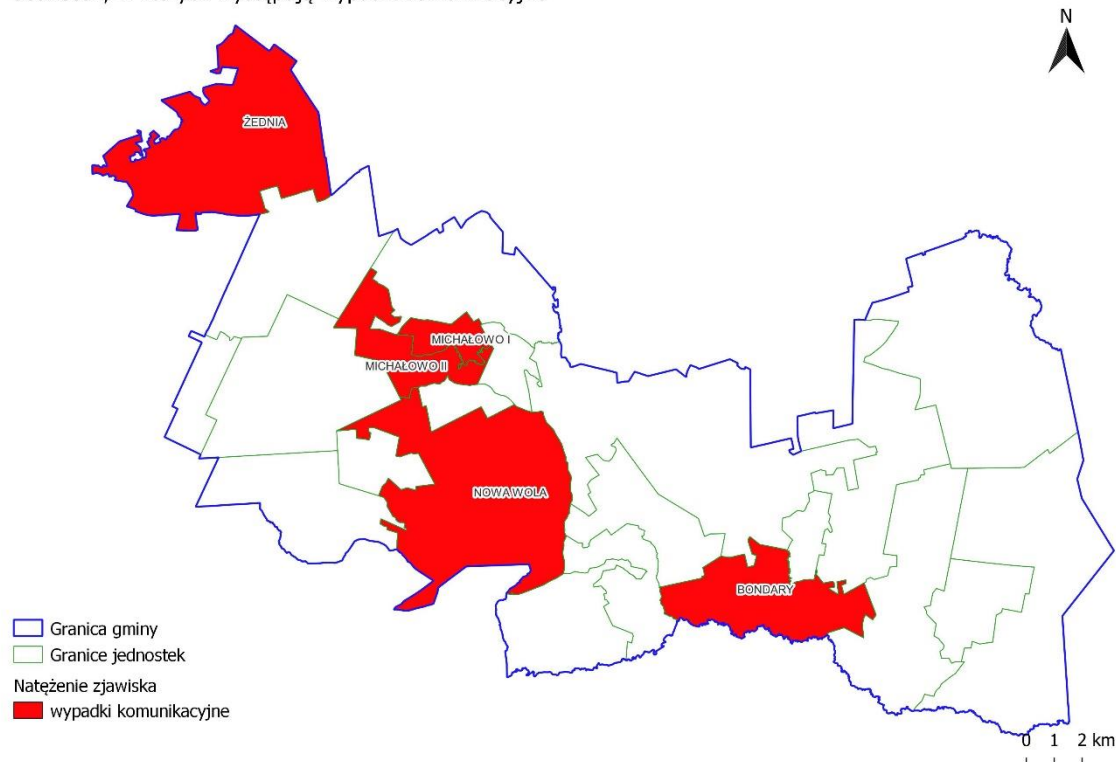 N
ŻEDNIA
MICHAŁOWO I
MICHAŁOWO II
NOWA WOLA
BONDARY
Granica gminy
Granice jednostek
Natężenie zjawiska
wypadki komunikacyjne
0 1 2 km